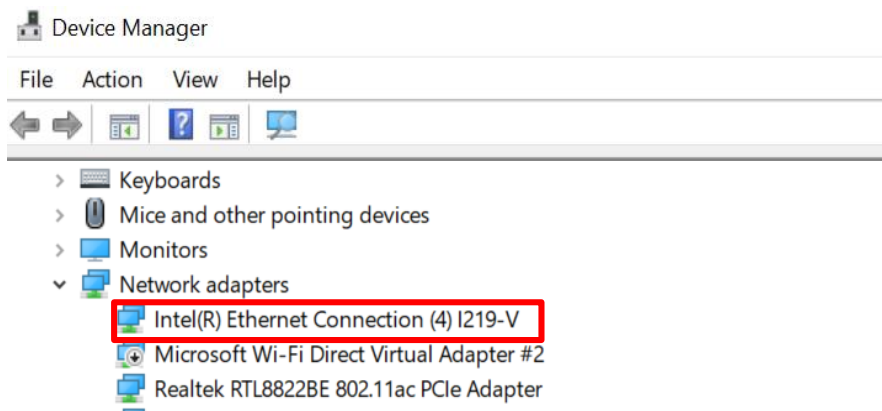 Device Manager
File Action View Help
Keyboards
Mice and other pointing devices
Monitors
Network adapters
Intel(R) Ethernet Connection (4) I219-V
Microsoft Wi-Fi Direct Virtual Adapter #2
Realtek RTL8822BE 802.11ac PCIe Adapter